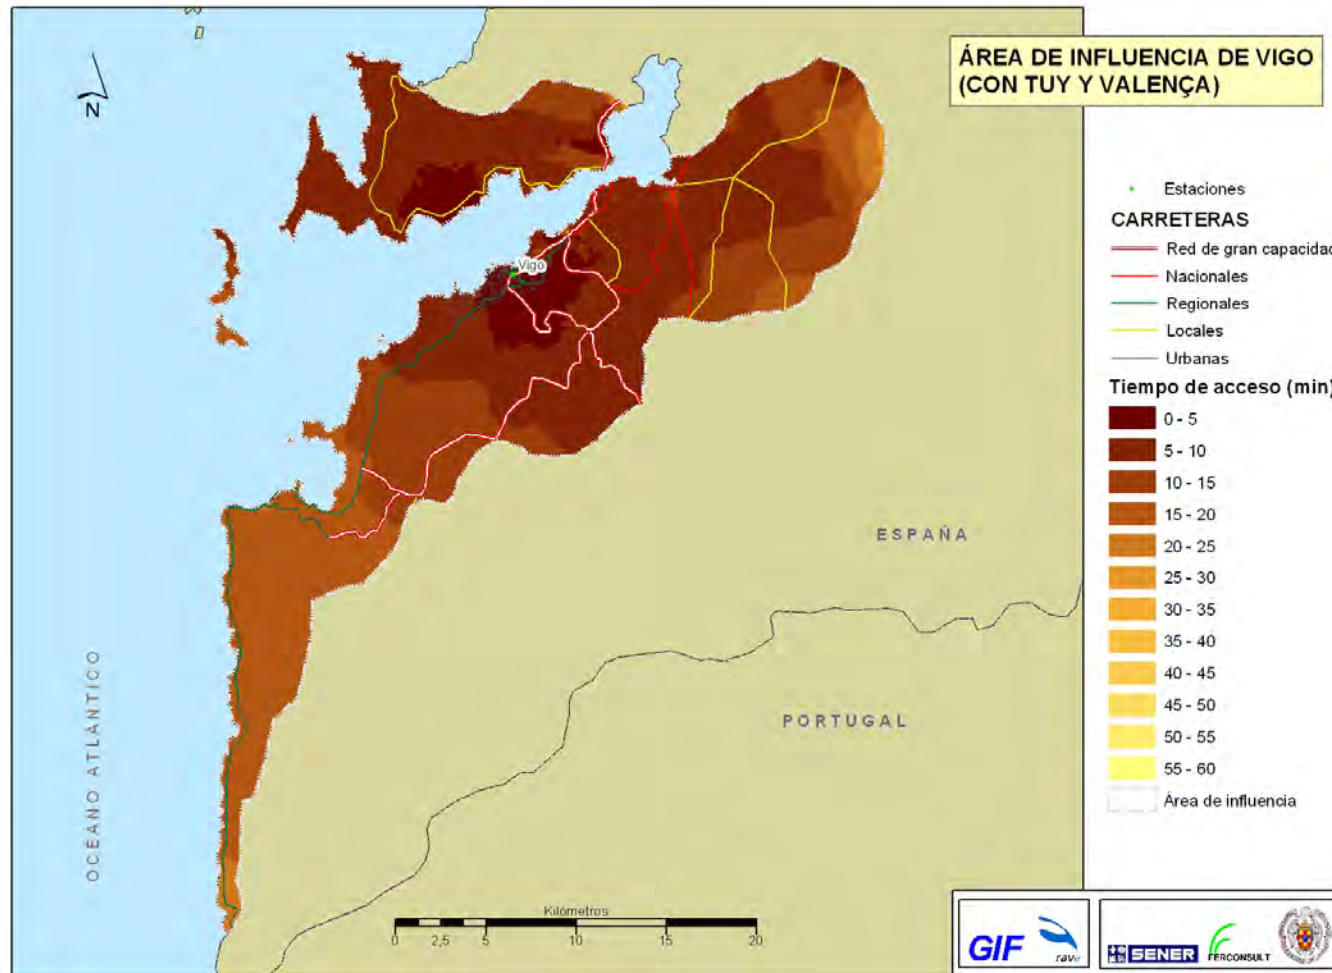 ÁREA DE INFLUENCIA DE VIGO
(CON TUY Y VALENÇA)
N
Estaciones
CARRETERAS
Red de gran capacidad
Nacionales
Regionales
Locales
Urbanas
Tiempo de acceso (min)
0 - 5
5 - 10
10 - 15
15 - 20
20 - 25
25 - 30
30 - 35
35 - 40
40 - 45
45 - 50
50 - 55
55 - 60
Área de influencia
Vigo
ESPAÑA
PORTUGAL
OCEANO ATLÁNTICO
Kilómetros
0 2,5 5 10 15 20
GIF
rave
SENER
FERCONSULT